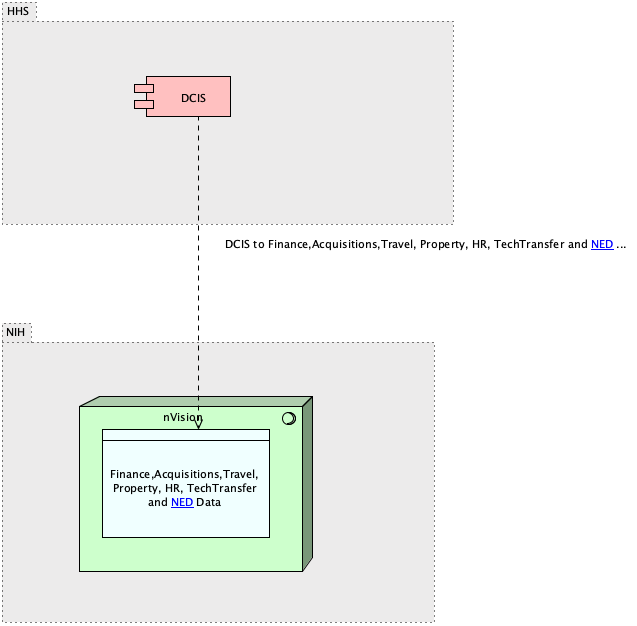 HHS
DCIS
DCIS to Finance,Acquisitions,Travel, Property, HR, TechTransfer and NED ...
NIH
nVision
Finance,Acquisitions,Travel,
Property, HR, TechTransfer
and NED Data